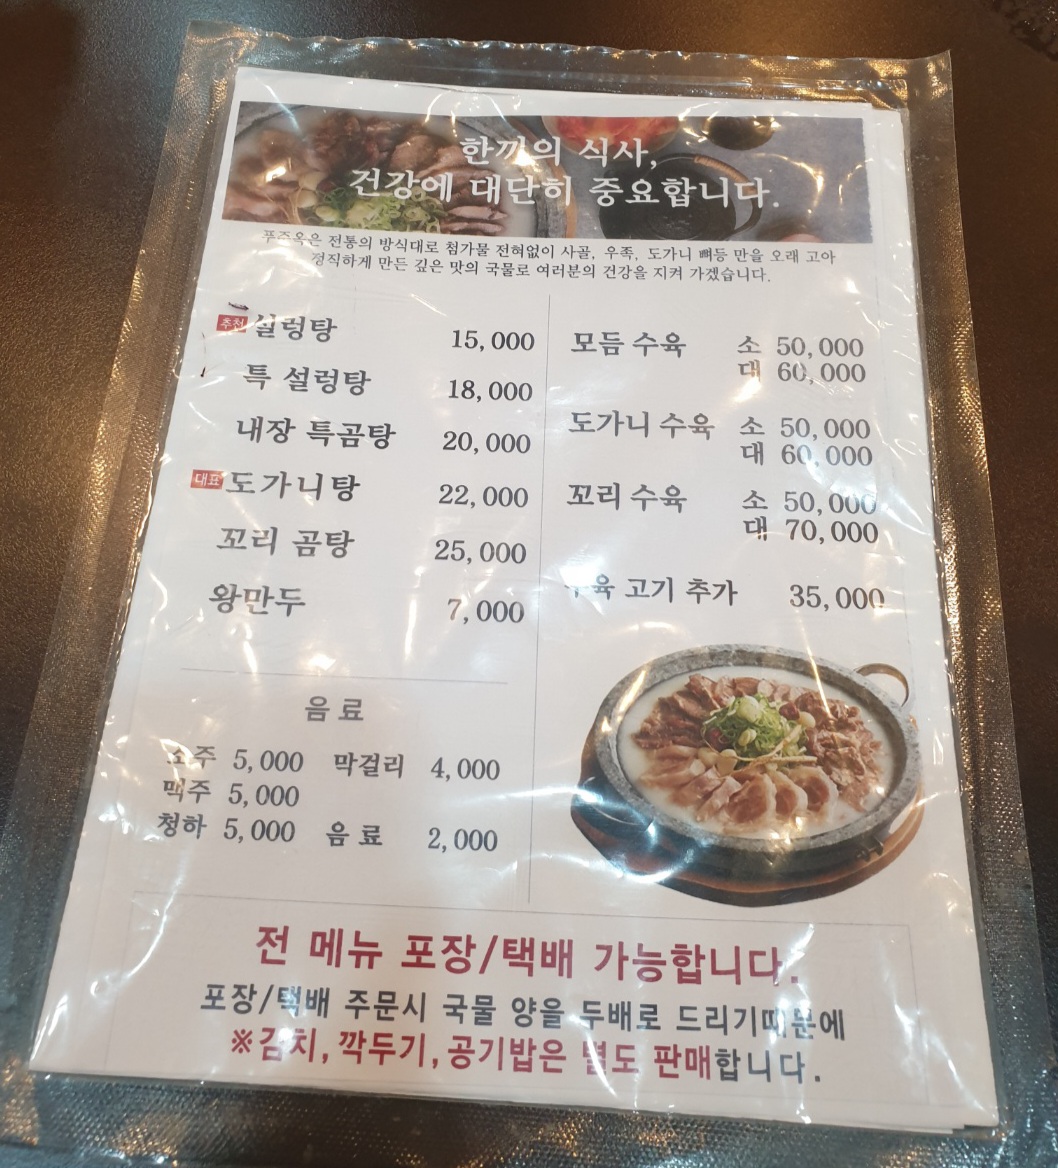 한끼의 식사,
건강에 대단히 중요합니다.
푸주옥은 전통의 방식대로 첨가물 전혀없이 사골, 우족, 도가니 뼈등 만을 오래 고아
정직하게 만든 깊은 맛의 국물로 여러분의 건강을 지켜 가겠습니다.
추천 설렁탕 15,000
특 설렁탕 18,000
내장 특곰탕 20,000
대표 도가니탕 22,000
꼬리 곰탕 25,000
왕만두 7,000
모듬 수육 소 50,000
대 60,000
도가니 수육 소 50,000
대 60,000
꼬리 수육 소 50,000
대 70,000
수육 고기 추가 35,000
음료
소주 5,000 막걸리 4,000
맥주 5,000
청하 5,000 음료 2,000
전 메뉴 포장/택배 가능합니다.
포장/택배 주문시 국물 양을 두배로 드리기때문에
※김치,깍두기,공기밥은 별도 판매합니다.